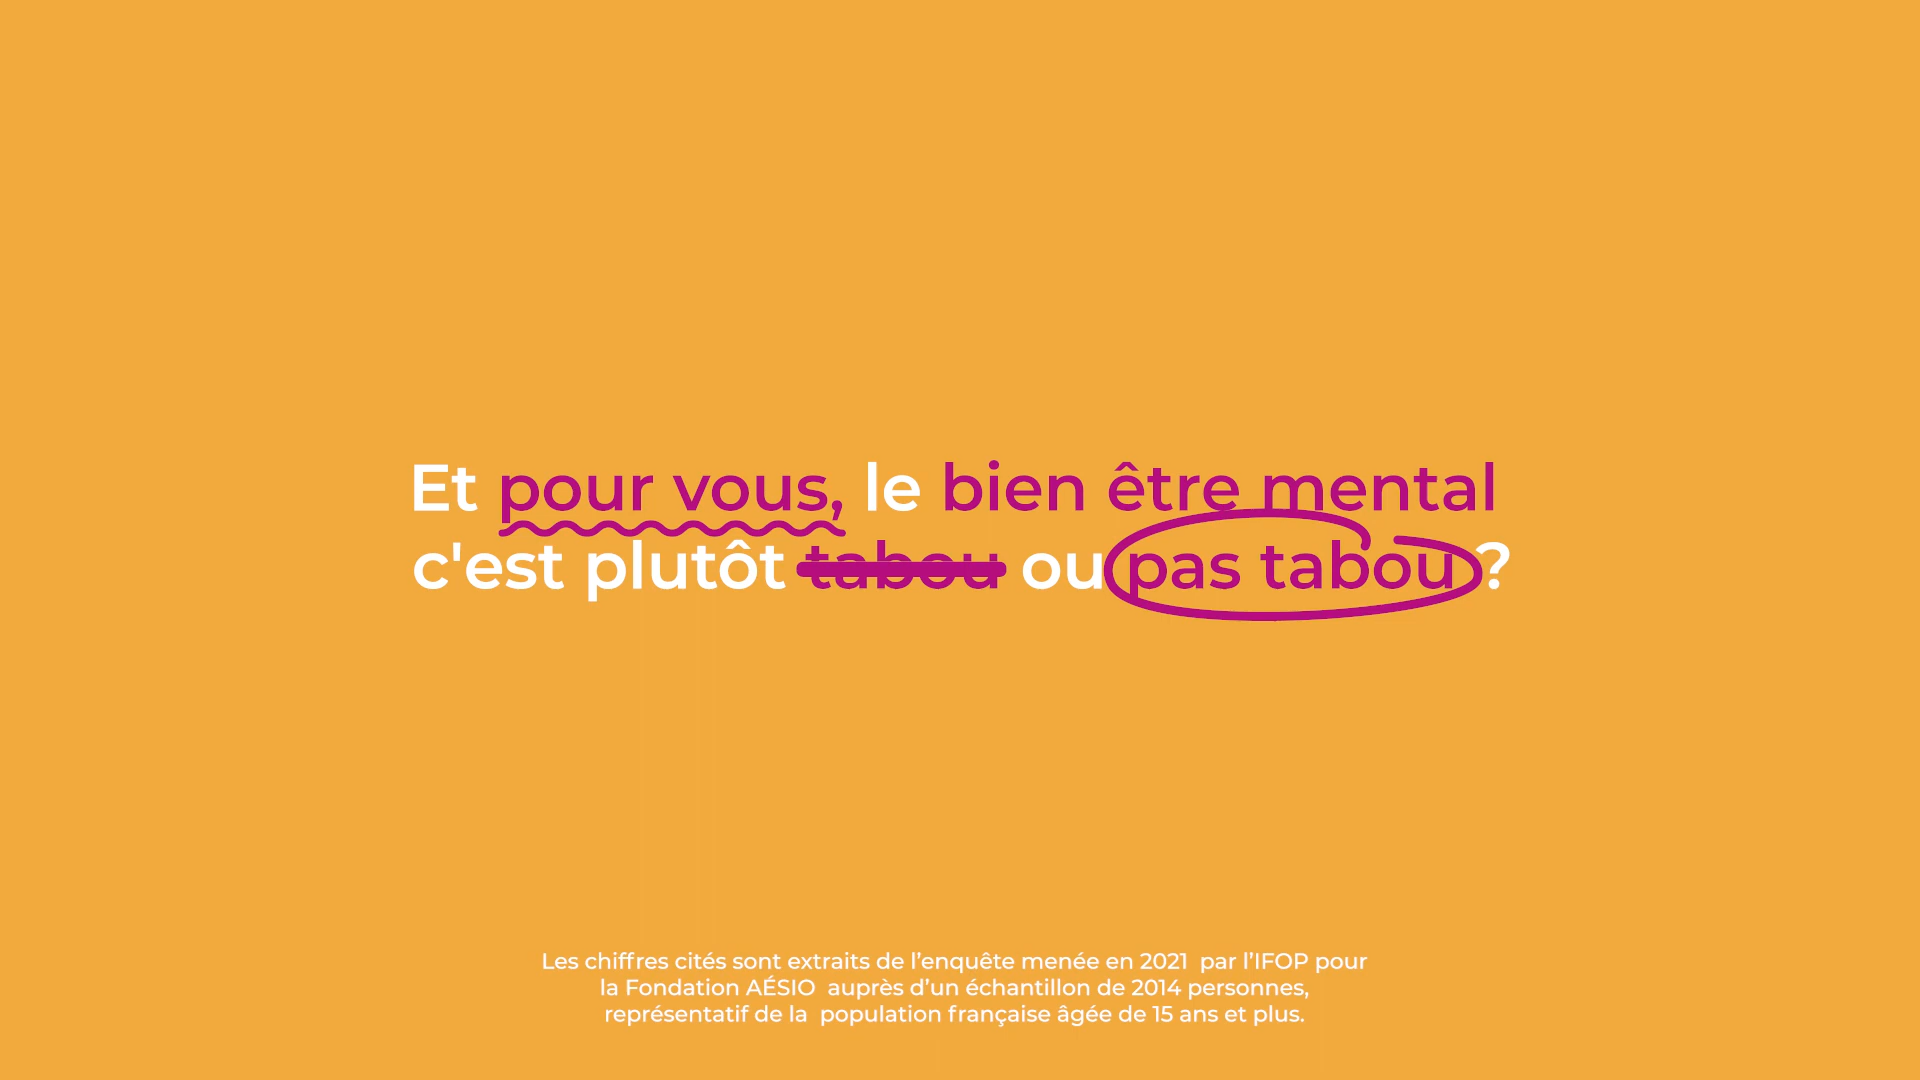 Et pour vous, le bien être mental
c'est plutôt tabou ou pas tabou ?
Les chiffres cités sont extraits de l’enquête menée en 2021 par l’IFOP pour
la Fondation AÉSIO auprès d’un échantillon de 2014 personnes,
représentatif de la population française âgée de 15 ans et plus.